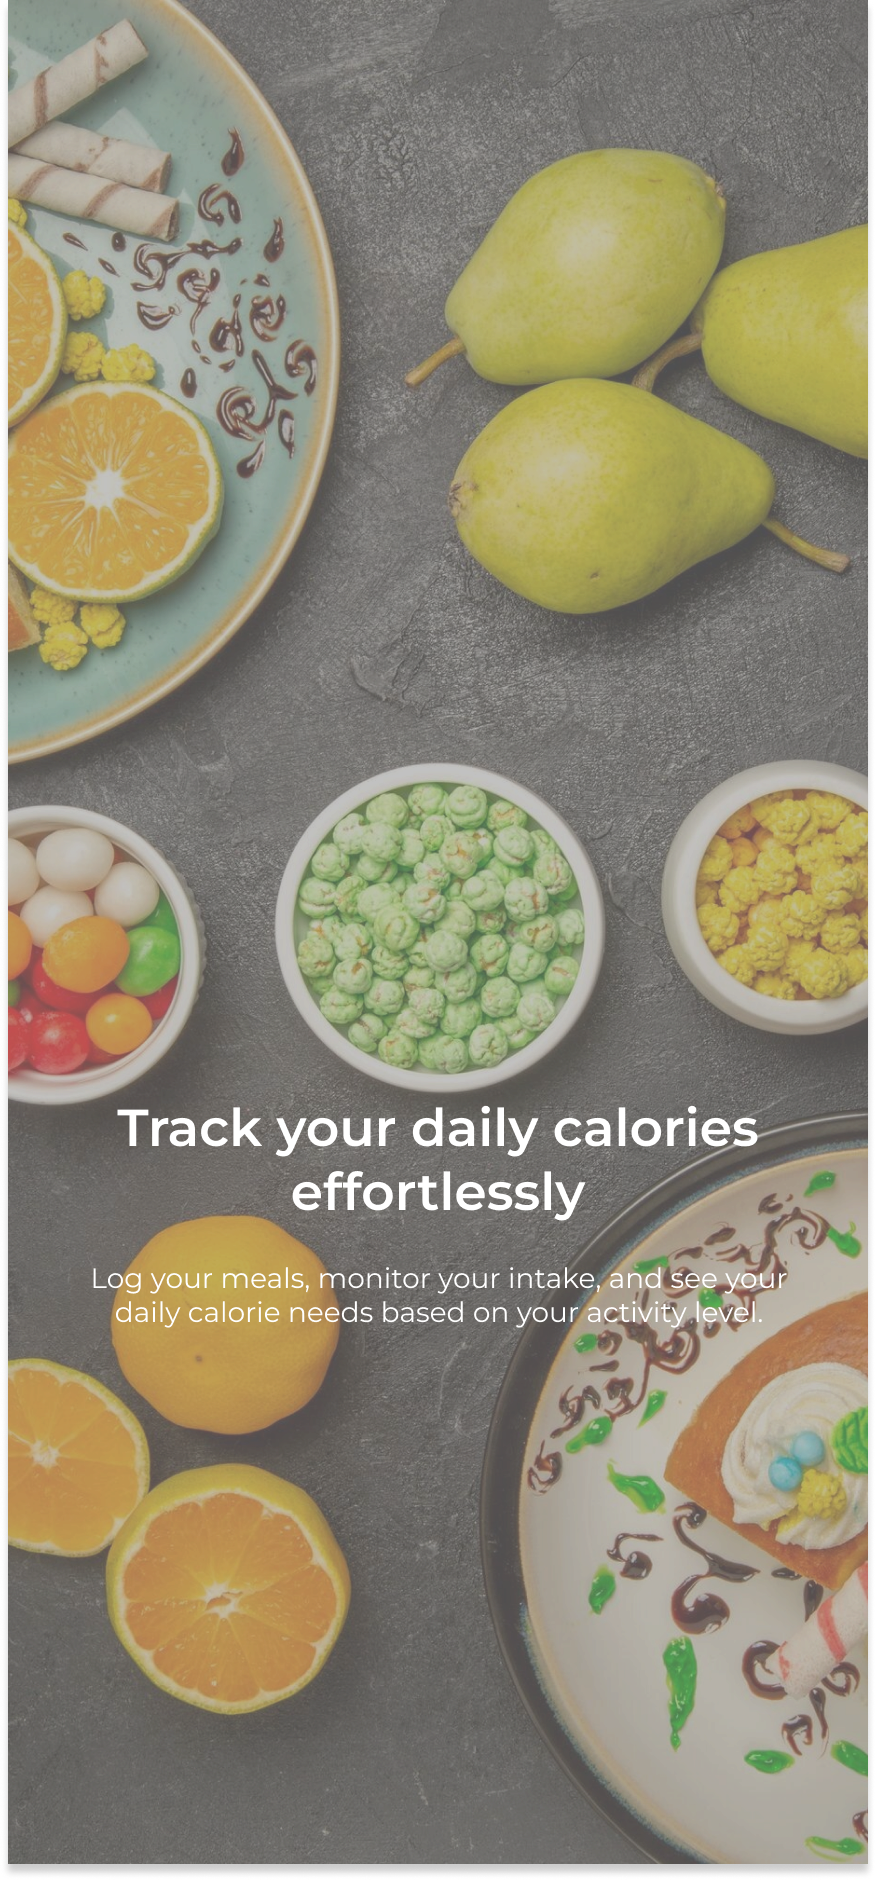 Track your daily calories
effortlessly
Log your meals, monitor your intake, and see your
daily calorie needs based on your activity level.